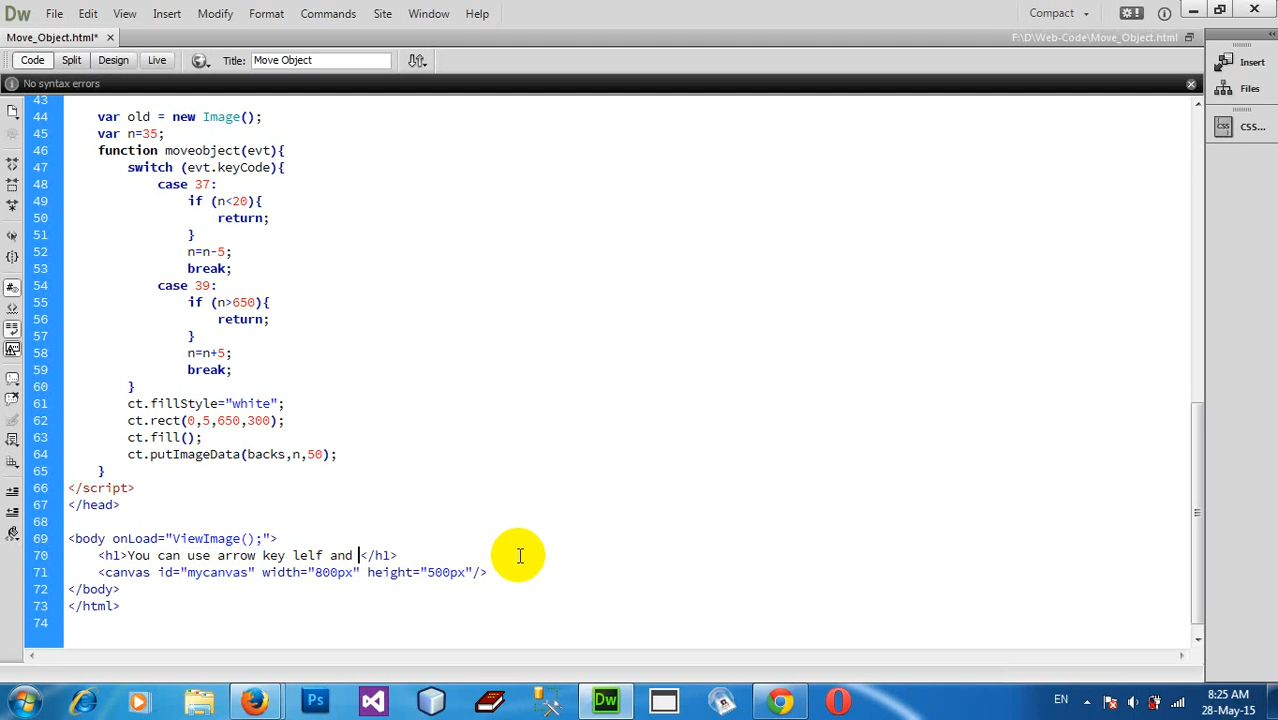 Dw File Edit View Insert Modify Format Commands Site Window Help Compact
Move_Object.html* × F:\D\Web-Code\Move_Object.html
Code Split Design Live Title: Move Object
No syntax errors
Insert
Files
CSS...
43
44 var old = new Image();
45 var n=35;
46 function moveobject(evt){
47 switch (evt.keyCode){
48 case 37:
49 if (n<20){
50 return;
51 }
52 n=n-5;
53 break;
54 case 39:
55 if (n>650){
56 return;
57 }
58 n=n+5;
59 break;
60 }
61 ct.fillStyle="white";
62 ct.rect(0,5,650,300);
63 ct.fill();
64 ct.putImageData(backs,n,50);
65 }
66 </script>
67 </head>
68
69 <body onLoad="ViewImage();">
70 <h1>You can use arrow key lelf and </h1>
71 <canvas id="mycanvas" width="800px" height="500px"/>
72 </body>
73 </html>
74
Ps Dw EN 8:25 AM
28-May-15